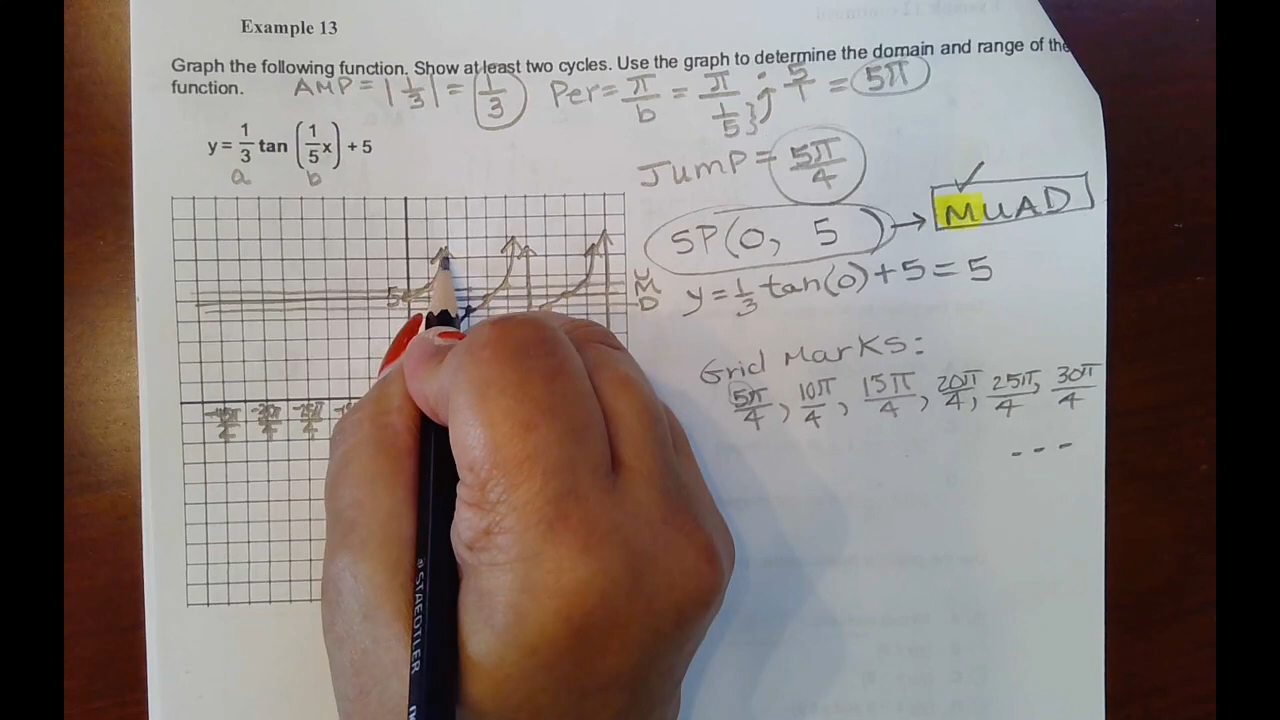 Example 13
Graph the following function. Show at least two cycles. Use the graph to determine the domain and range of the
function.
AMP = |1/3| = 1/3 Per = π/b = π/(1/5) ; 5/1 = 5π
y = 1/3 tan (1/5 x) + 5
a b
Jump = 5π/4
SP(0, 5) → MUAD
y = 1/3 tan(0) + 5 = 5
U
5 M
D
Grid Marks:
5π/4, 10π/4, 15π/4, 20π/4, 25π/4, 30π/4
---
STAEDTLER